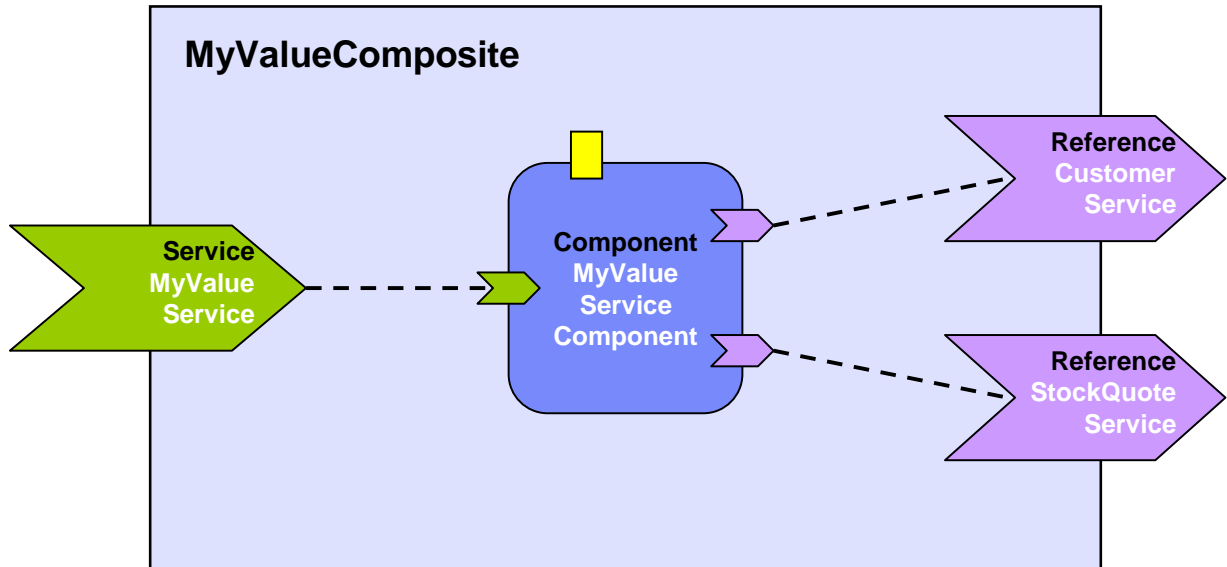 MyValueComposite
Service
MyValue
Service
Component
MyValue
Service
Component
Reference
Customer
Service
Reference
StockQuote
Service